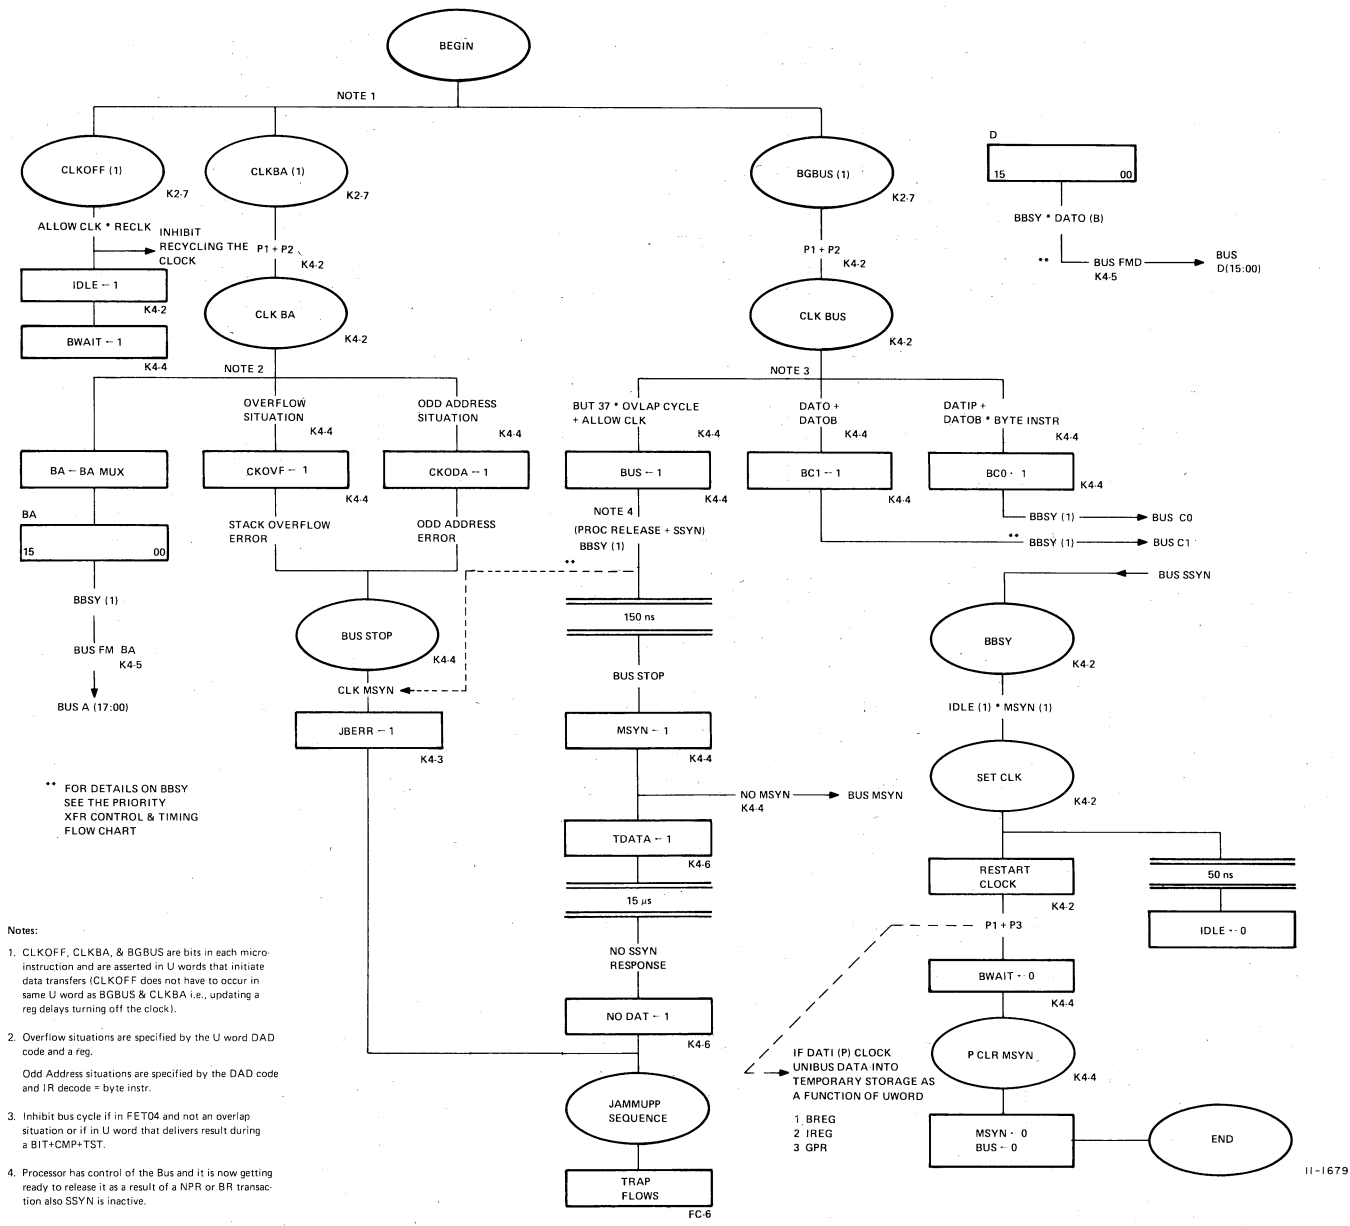 BEGIN
NOTE 1
CLKOFF (1)
K2-7
CLKBA (1)
K2-7
BGBUS (1)
K2-7
D
15 00
BBSY * DATO (B)
** BUS FMD
K4-5
BUS
D(15:00)
ALLOW CLK * RECLK
INHIBIT
RECYCLING THE
CLOCK
P1 + P2
K4-2
P1 + P2
K4-2
IDLE ← 1
K4-2
BWAIT ← 1
K4-4
CLK BA
K4-2
CLK BUS
K4-2
NOTE 2
NOTE 3
OVERFLOW
SITUATION
K4-4
ODD ADDRESS
SITUATION
K4-4
BUT 37 * OVLAP CYCLE
+ ALLOW CLK
K4-4
DATO +
DATOB
K4-4
DATIP +
DATOB * BYTE INSTR
K4-4
BA ← BA MUX
CKOVF ← 1
K4-4
CKODA ← 1
BUS ← 1
K4-4
BC1 ← 1
K4-4
BC0 ← 1
K4-4
BA
15 00
STACK OVERFLOW
ERROR
ODD ADDRESS
ERROR
NOTE 4
(PROC RELEASE + SSYN)
BBSY (1)
**
BBSY (1) BUS C0
** BBSY (1) BUS C1
BUS SSYN
BBSY (1)
BUS FM BA
K4-5
BUS A (17:00)
150 ns
BUS STOP
K4-4
BUS STOP
BBSY
K4-2
CLK MSYN
IDLE (1) * MSYN (1)
JBERR ← 1
K4-3
MSYN ← 1
K4-4
SET CLK
K4-2
** FOR DETAILS ON BBSY
SEE THE PRIORITY
XFR CONTROL & TIMING
FLOW CHART
NO MSYN
K4-4
BUS MSYN
TDATA ← 1
K4-6
15 μs
RESTART
CLOCK
K4-2
50 ns
P1 + P3
IDLE ← 0
NO SSYN
RESPONSE
BWAIT ← 0
K4-4
NO DAT ← 1
K4-6
P CLR MSYN
K4-4
IF DATI (P) CLOCK
UNIBUS DATA INTO
TEMPORARY STORAGE AS
A FUNCTION OF UWORD
1 BREG
2 IREG
3 GPR
JAMMUPP
SEQUENCE
MSYN ← 0
BUS ← 0
END
TRAP
FLOWS
FC-6
Notes:
1. CLKOFF, CLKBA, & BGBUS are bits in each micro-
instruction and are asserted in U words that initiate
data transfers (CLKOFF does not have to occur in
same U word as BGBUS & CLKBA i.e., updating a
reg delays turning off the clock).
2. Overflow situations are specified by the U word DAD
code and a reg.
Odd Address situations are specified by the DAD code
and IR decode = byte instr.
3. Inhibit bus cycle if in FET04 and not an overlap
situation or if in U word that delivers result during
a BIT+CMP+TST.
4. Processor has control of the Bus and it is now getting
ready to release it as a result of a NPR or BR transac-
tion also SSYN is inactive.
11-1679